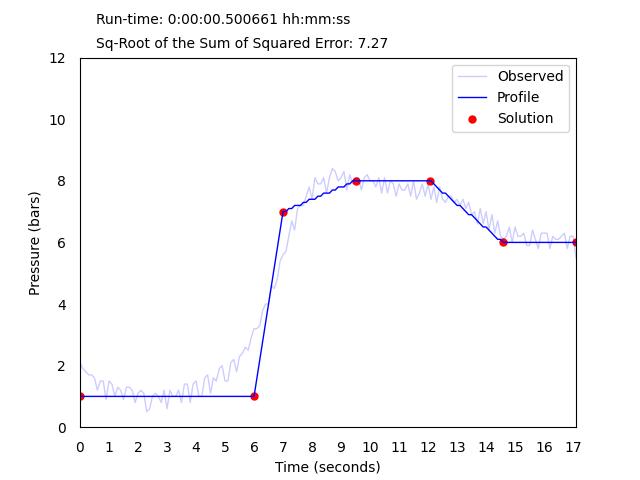 Run-time: 0:00:00.500661 hh:mm:ss
Sq-Root of the Sum of Squared Error: 7.27
12
10
8
6
4
2
0
Pressure (bars)
Observed
Profile
Solution
0 1 2 3 4 5 6 7 8 9 10 11 12 13 14 15 16 17
Time (seconds)